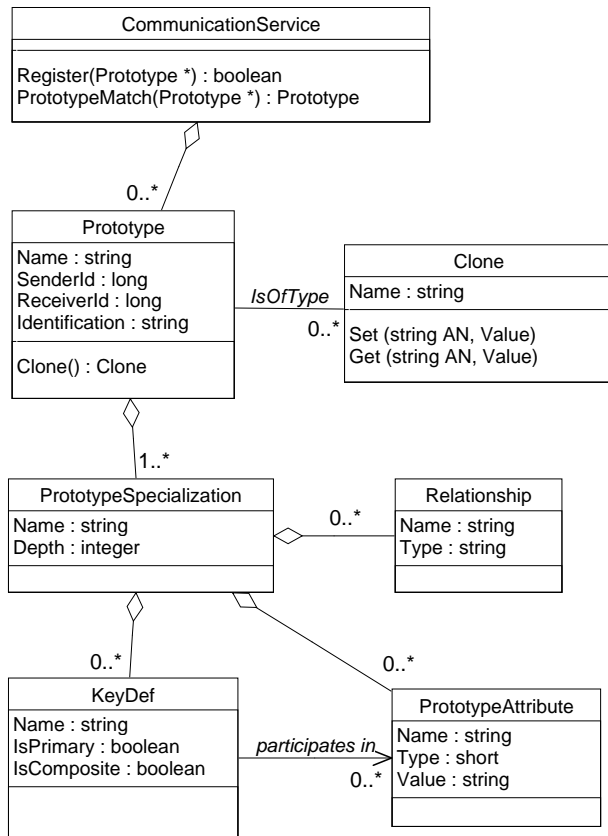 CommunicationService
Register(Prototype *) : boolean
PrototypeMatch(Prototype *) : Prototype
0..*
Prototype
Name : string
SenderId : long
ReceiverId : long
Identification : string
Clone() : Clone
IsOfType
0..*
Clone
Name : string
Set (string AN, Value)
Get (string AN, Value)
1..*
PrototypeSpecialization
Name : string
Depth : integer
0..*
Relationship
Name : string
Type : string
0..*
0..*
KeyDef
Name : string
IsPrimary : boolean
IsComposite : boolean
participates in
0..*
PrototypeAttribute
Name : string
Type : short
Value : string